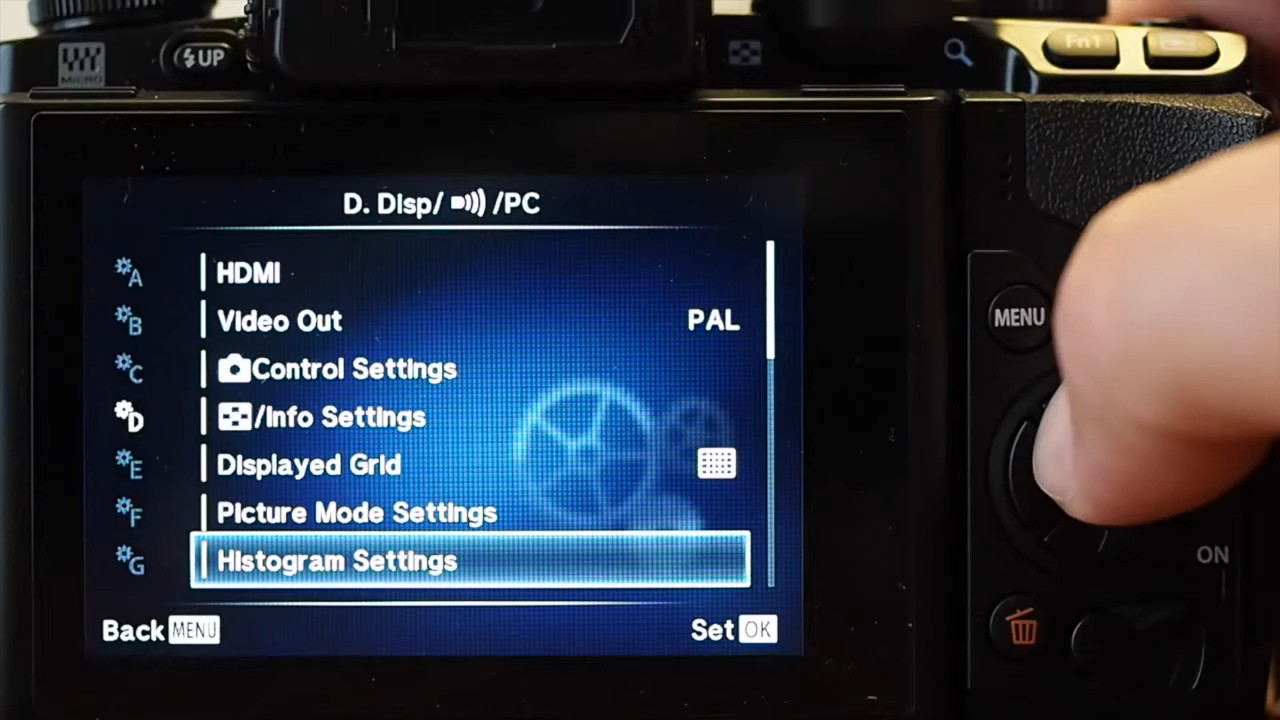 MICRO
UP
Fn1
D. Disp/ /PC
A
HDMI
B
Video Out PAL
C
Control Settings
D
/Info Settings
E
Displayed Grid
F
Picture Mode Settings
G
Histogram Settings
Back MENU
Set OK
MENU
ON